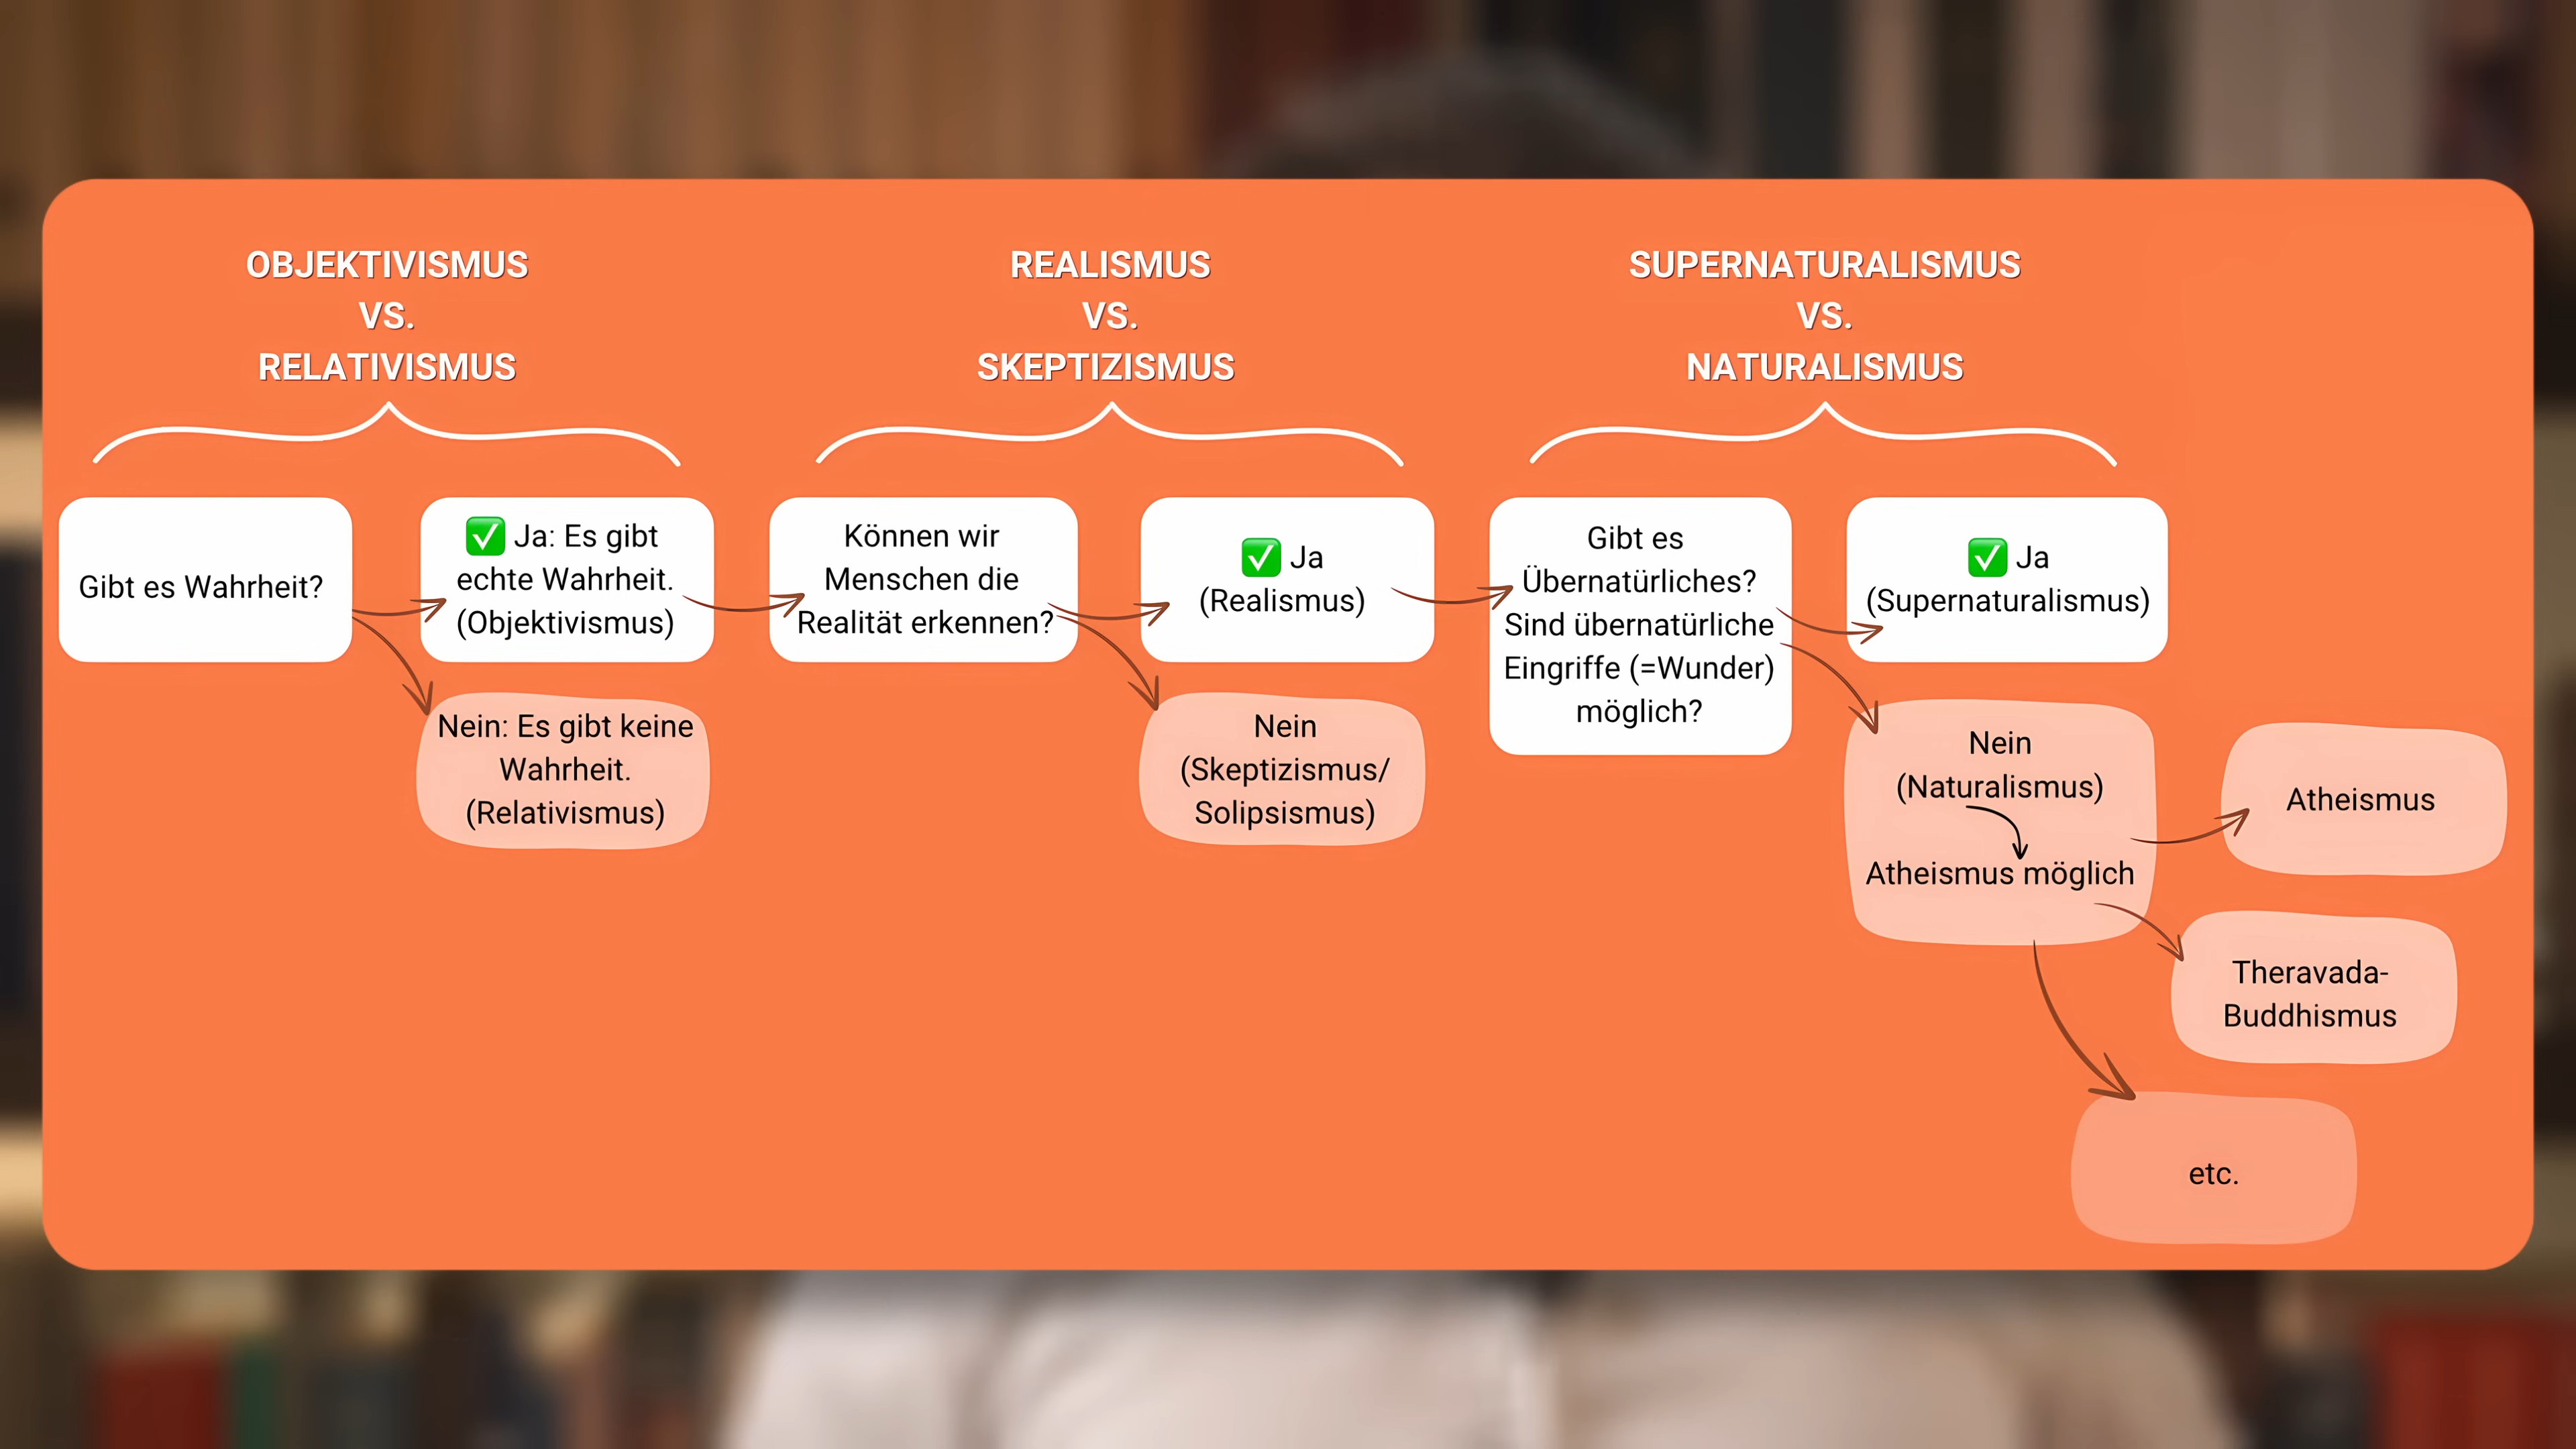 OBJEKTIVISMUS
VS.
RELATIVISMUS
REALISMUS
VS.
SKEPTIZISMUS
SUPERNATURALISMUS
VS.
NATURALISMUS
Gibt es Wahrheit?
✅ Ja: Es gibt
echte Wahrheit.
(Objektivismus)
Nein: Es gibt keine
Wahrheit.
(Relativismus)
Können wir
Menschen die
Realität erkennen?
✅ Ja
(Realismus)
Nein
(Skeptizismus/
Solipsismus)
Gibt es
Übernatürliches?
Sind übernatürliche
Eingriffe (=Wunder)
möglich?
✅ Ja
(Supernaturalismus)
Nein
(Naturalismus)
Atheismus möglich
Atheismus
Theravada-
Buddhismus
etc.